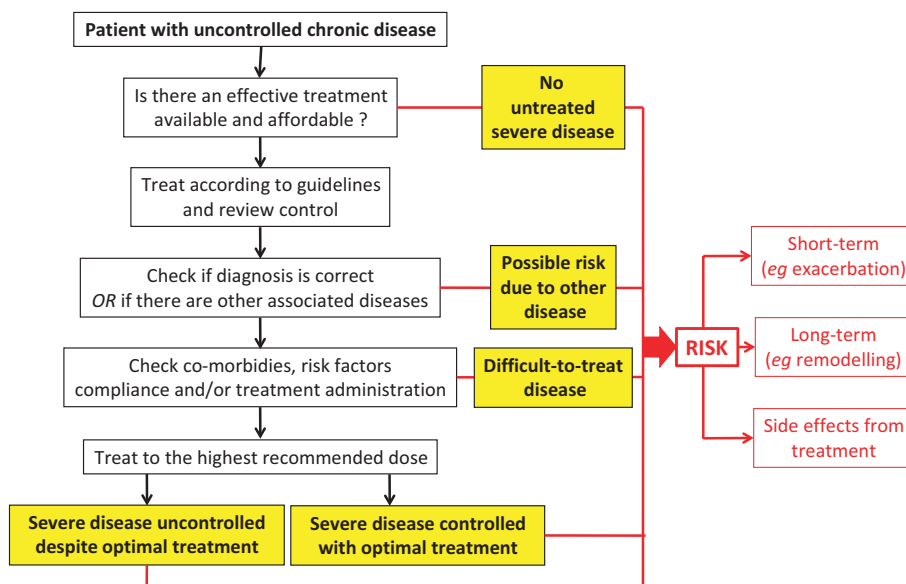 Patient with uncontrolled chronic disease
Is there an effective treatment
available and affordable ?
No
untreated
severe disease
Treat according to guidelines
and review control
Check if diagnosis is correct
OR if there are other associated diseases
Possible risk
due to other
disease
Check co-morbidies, risk factors
compliance and/or treatment administration
Difficult-to-treat
disease
Treat to the highest recommended dose
Severe disease uncontrolled
despite optimal treatment
Severe disease controlled
with optimal treatment
RISK
Short-term
(eg exacerbation)
Long-term
(eg remodelling)
Side effects from
treatment